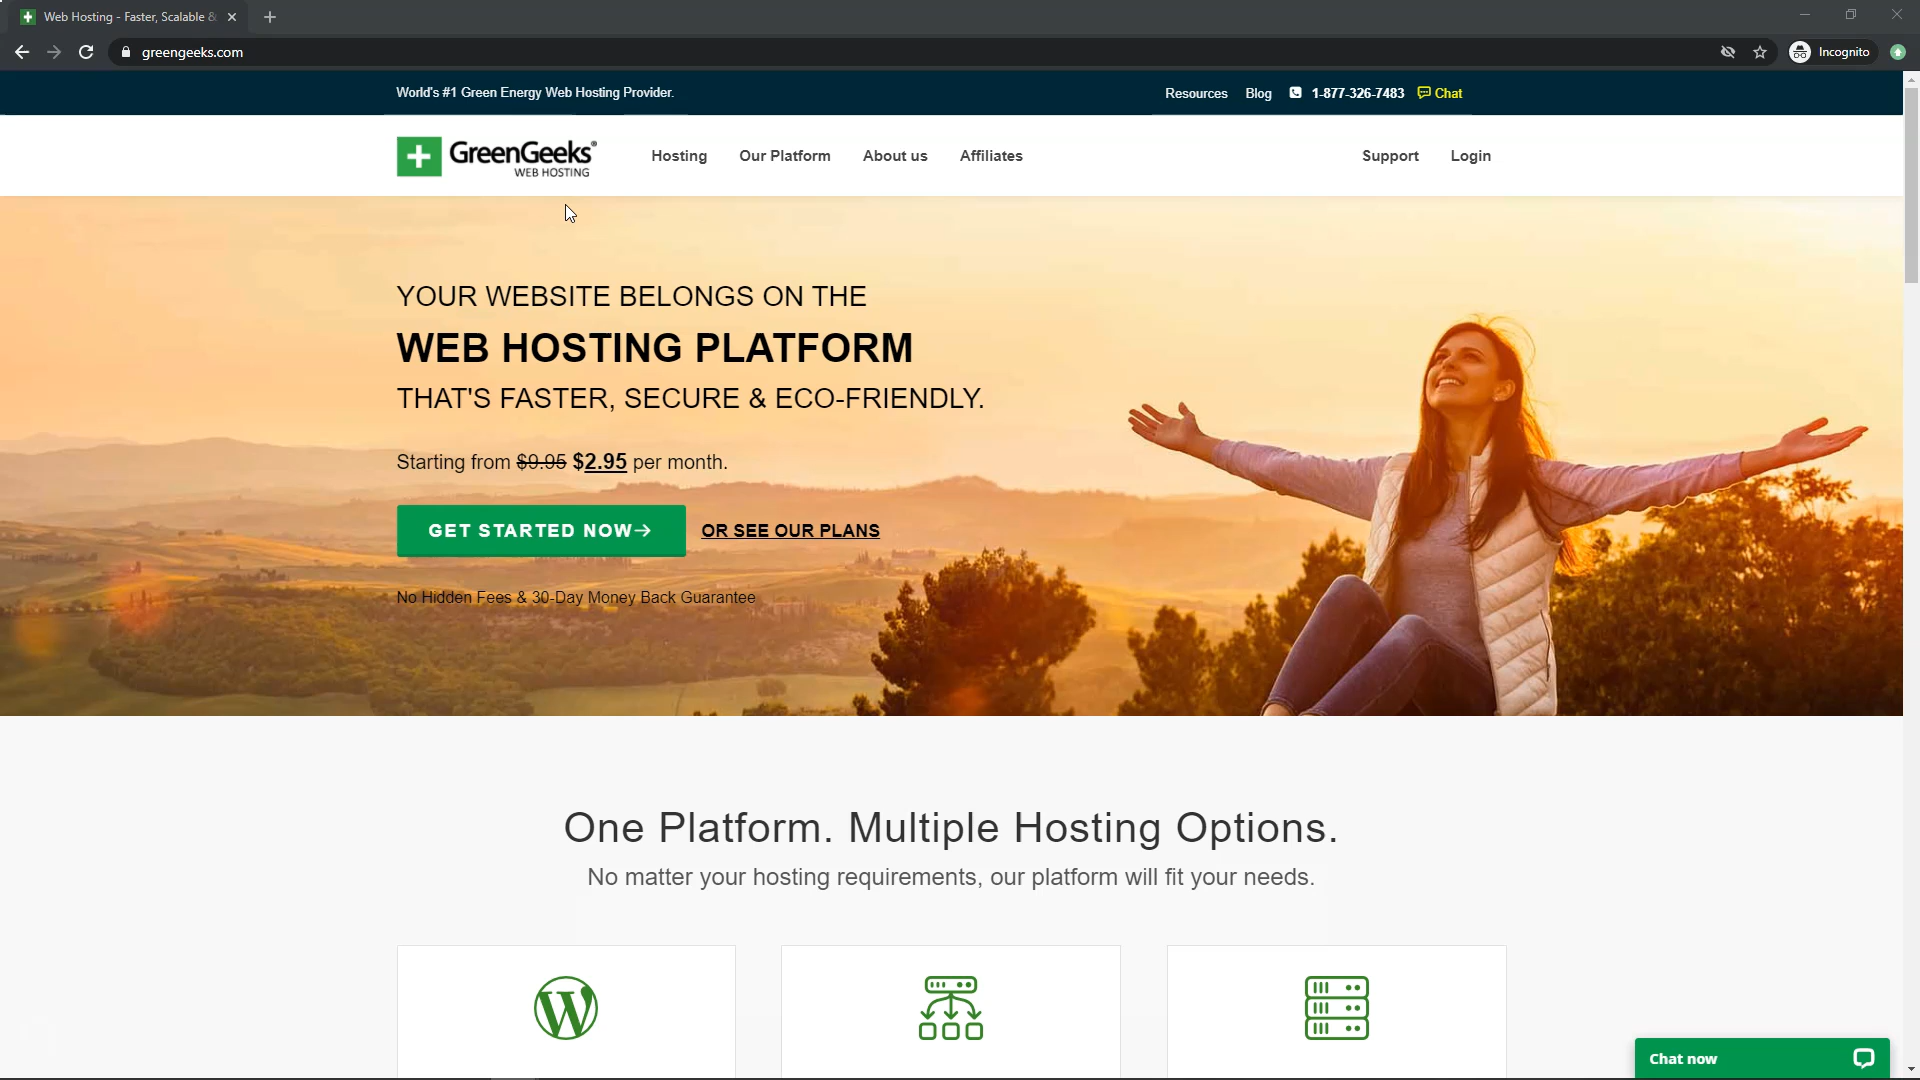 Web Hosting - Faster, Scalable &
greengeeks.com
Incognito
World's #1 Green Energy Web Hosting Provider.
Resources Blog 1-877-326-7483 Chat
GreenGeeks®
WEB HOSTING
Hosting Our Platform About us Affiliates
Support Login
YOUR WEBSITE BELONGS ON THE
WEB HOSTING PLATFORM
THAT'S FASTER, SECURE & ECO-FRIENDLY.
Starting from $9.95 $2.95 per month.
GET STARTED NOW→ OR SEE OUR PLANS
No Hidden Fees & 30-Day Money Back Guarantee
One Platform. Multiple Hosting Options.
No matter your hosting requirements, our platform will fit your needs.
Chat now